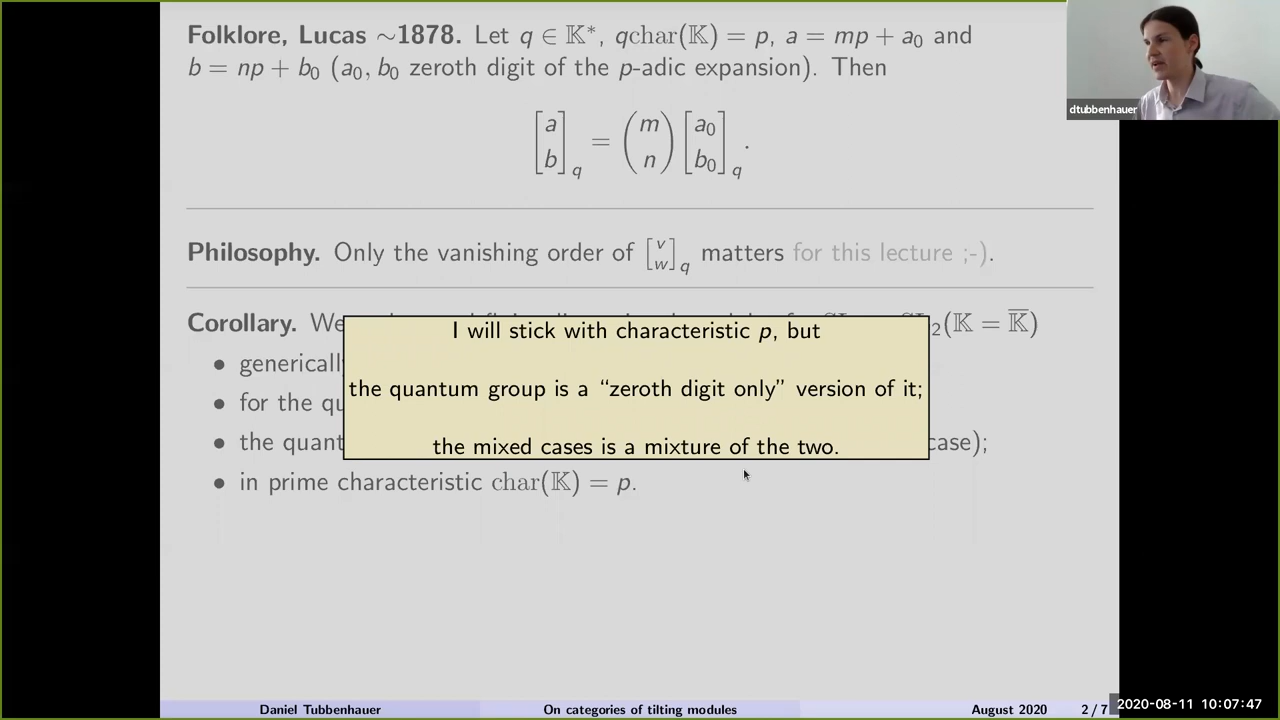 Folklore, Lucas ∼1878. Let q ∈ 𝕂*, qchar(𝕂) = p, a = mp + a₀ and
b = np + b₀ (a₀, b₀ zeroth digit of the p-adic expansion). Then
[a b]_q = (m n) [a₀ b₀]_q.
dtubbenhauer
Philosophy. Only the vanishing order of [v w]_q matters for this lecture ;-).
Corollary. We ₂(𝕂 = 𝕂̅)
• generically
• for the qu
• the quant case);
• in prime characteristic char(𝕂) = p.
I will stick with characteristic p, but
the quantum group is a “zeroth digit only” version of it;
the mixed cases is a mixture of the two.
Daniel Tubbenhauer On categories of tilting modules August 2020 2 / 7
2020-08-11 10:07:47